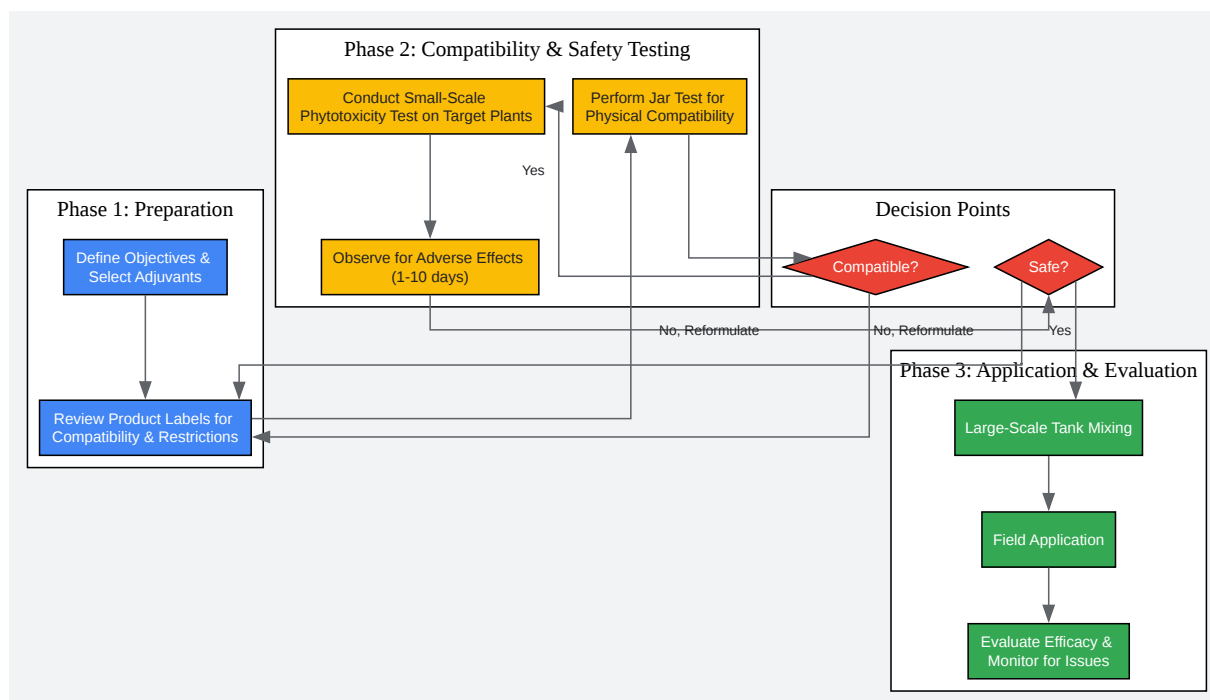 Phase 2: Compatibility & Safety Testing
Conduct Small-Scale
Phytotoxicity Test on Target Plants
Perform Jar Test for
Physical Compatibility
Yes
Phase 1: Preparation
Decision Points
Define Objectives &
Select Adjuvants
Observe for Adverse Effects
(1-10 days)
Compatible?
Safe?
No, Reformulate
No, Reformulate
Yes
Phase 3: Application & Evaluation
Review Product Labels for
Compatibility & Restrictions
Large-Scale Tank Mixing
Field Application
Evaluate Efficacy &
Monitor for Issues